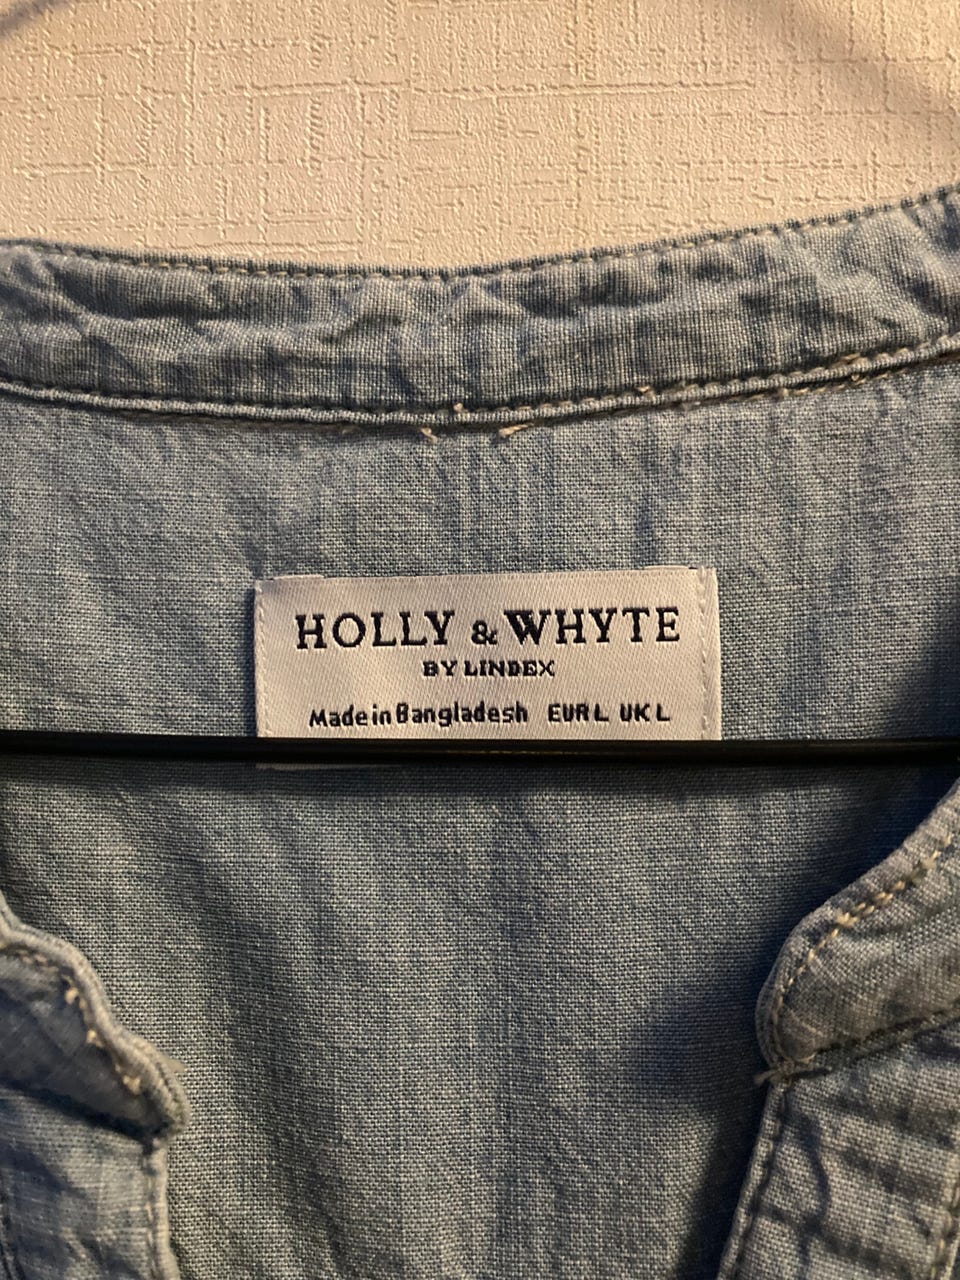 HOLLY & WHYTE
BY LINDEX
Made in Bangladesh EUR L UK L